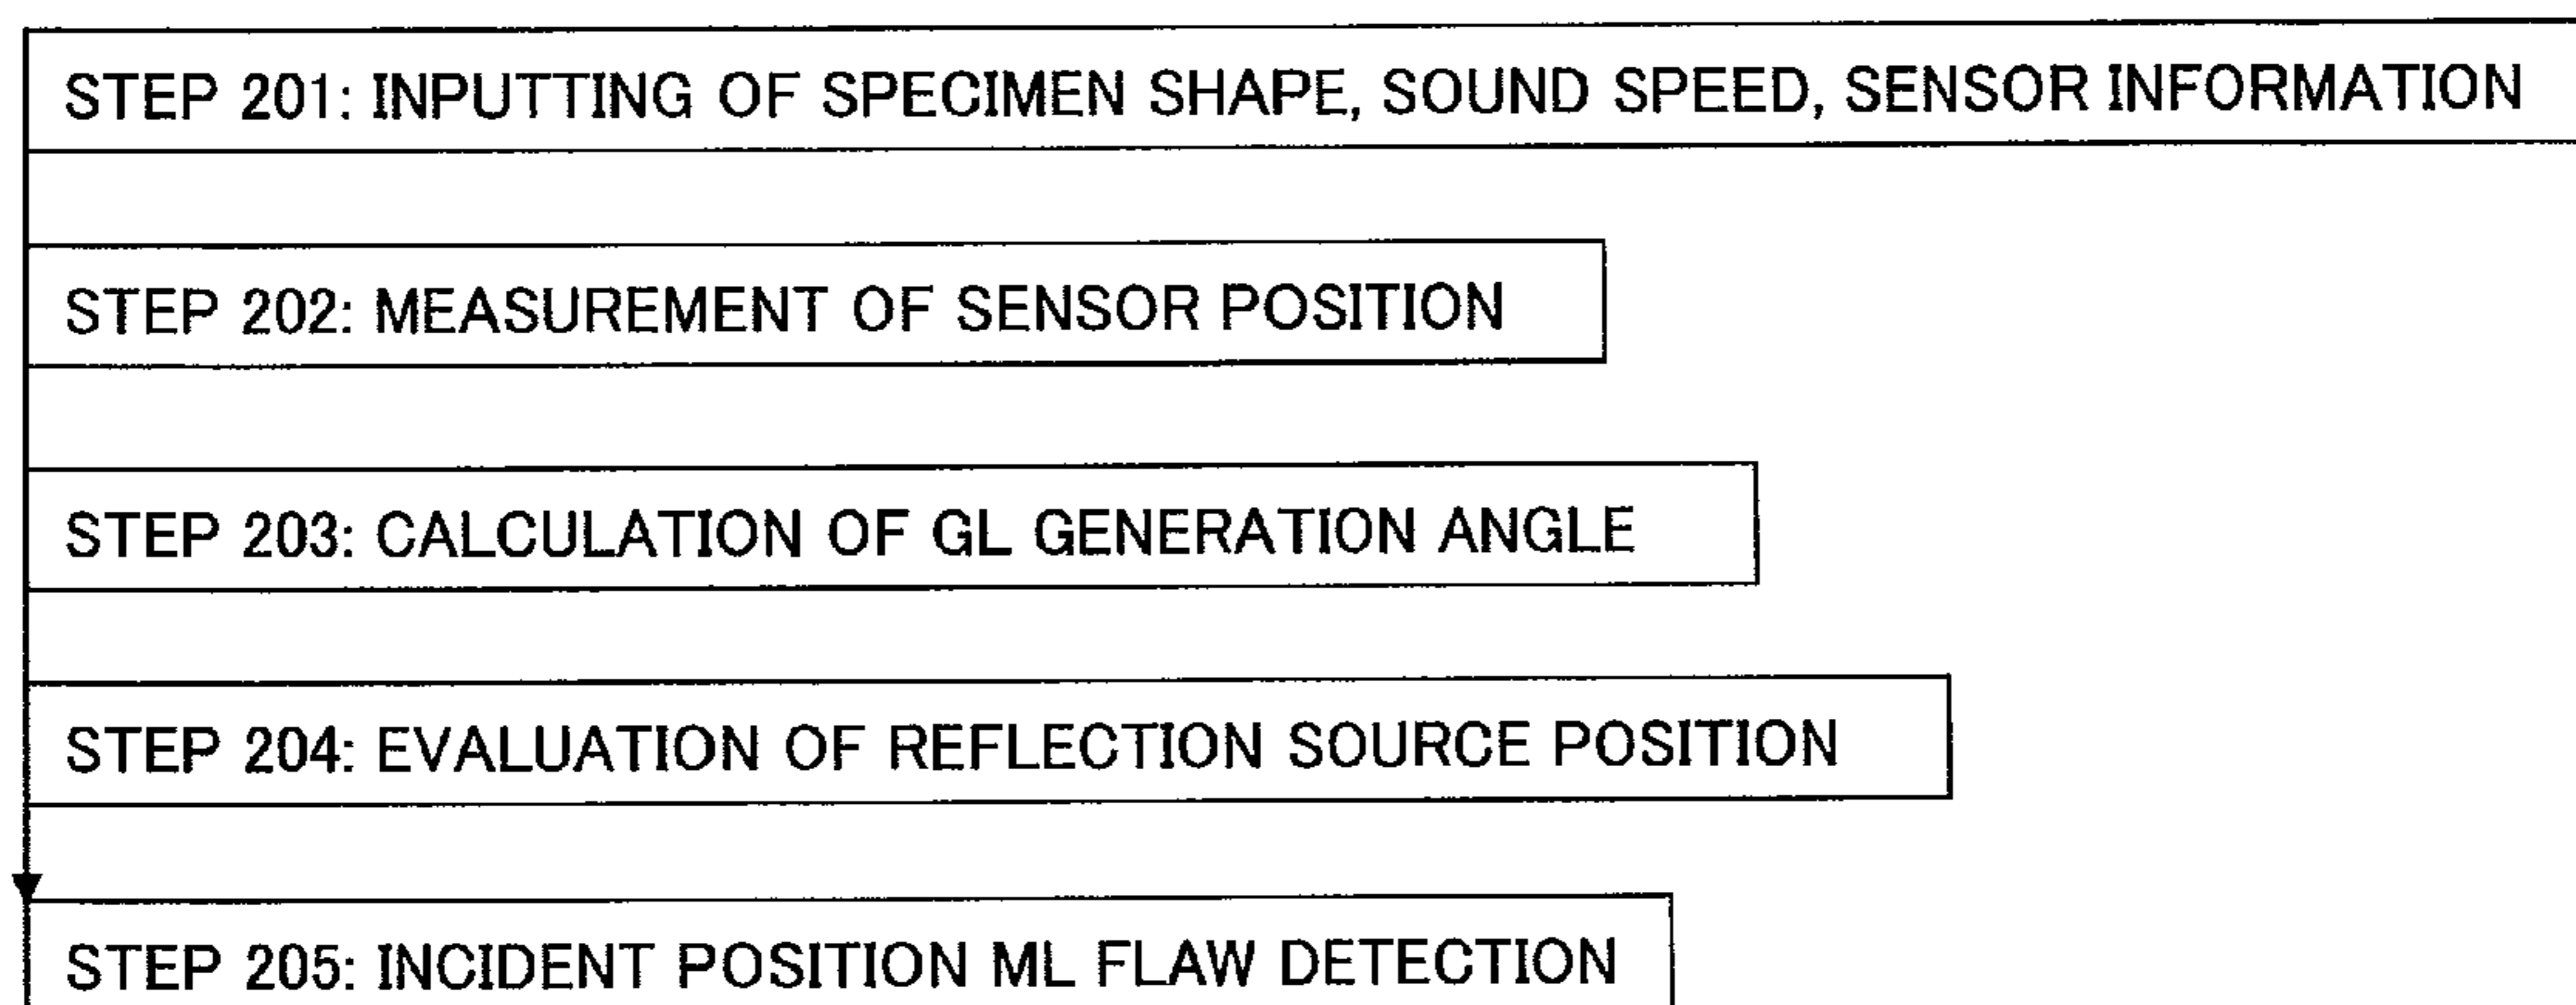 STEP 201: INPUTTING OF SPECIMEN SHAPE, SOUND SPEED, SENSOR INFORMATION
STEP 202: MEASUREMENT OF SENSOR POSITION
STEP 203: CALCULATION OF GL GENERATION ANGLE
STEP 204: EVALUATION OF REFLECTION SOURCE POSITION
STEP 205: INCIDENT POSITION ML FLAW DETECTION